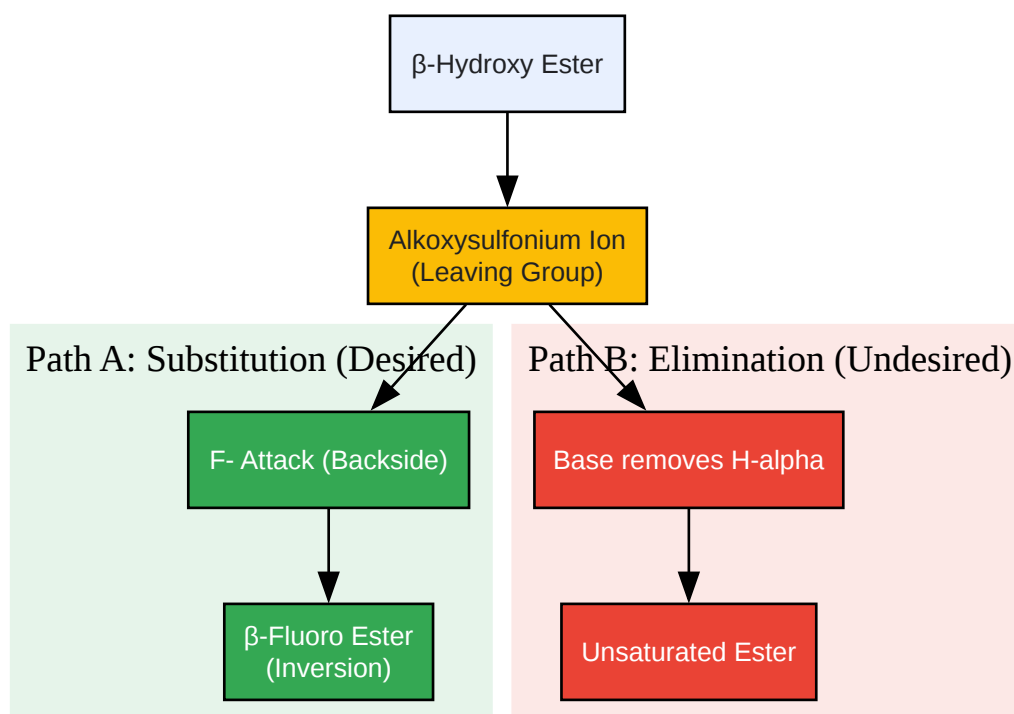 β-Hydroxy Ester
Alkoxysulfonium Ion
(Leaving Group)
Path A: Substitution (Desired)
F- Attack (Backside)
β-Fluoro Ester
(Inversion)
Path B: Elimination (Undesired)
Base removes H-alpha
Unsaturated Ester